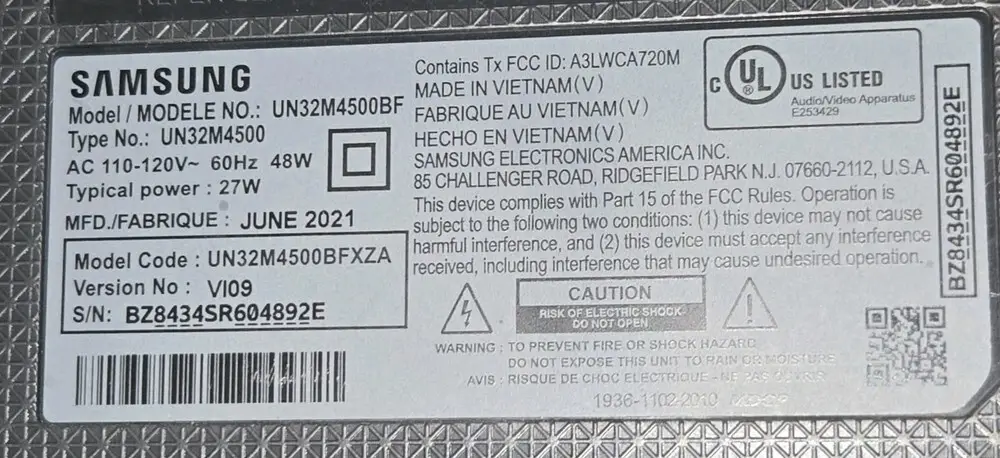 SAMSUNG
Model / MODELE NO.: UN32M4500BF
Type No.: UN32M4500
AC 110-120V~ 60Hz 48W
Typical power : 27W
MFD./FABRIQUE : JUNE 2021
Model Code : UN32M4500BFXZA
Version No : VI09
S/N: BZ8434SR604892E
Contains Tx FCC ID: A3LWCA720M
MADE IN VIETNAM(V)
FABRIQUE AU VIETNAM(V)
HECHO EN VIETNAM(V)
SAMSUNG ELECTRONICS AMERICA INC.
85 CHALLENGER ROAD, RIDGEFIELD PARK N.J. 07660-2112, U.S.A.
This device complies with Part 15 of the FCC Rules. Operation is
subject to the following two conditions: (1) this device may not cause
harmful interference, and (2) this device must accept any interference
received, including interference that may cause undesired operation.
CAUTION
RISK OF ELECTRIC SHOCK
DO NOT OPEN
WARNING : TO PREVENT FIRE OR SHOCK HAZARD
DO NOT EXPOSE THIS UNIT TO RAIN OR MOISTURE
AVIS : RISQUE DE CHOC ELECTRIQUE - NE PAS OUVRIR
1936-1102-2010
C UL ® US LISTED
Audio/Video Apparatus
E253429
BZ8434SR604892E